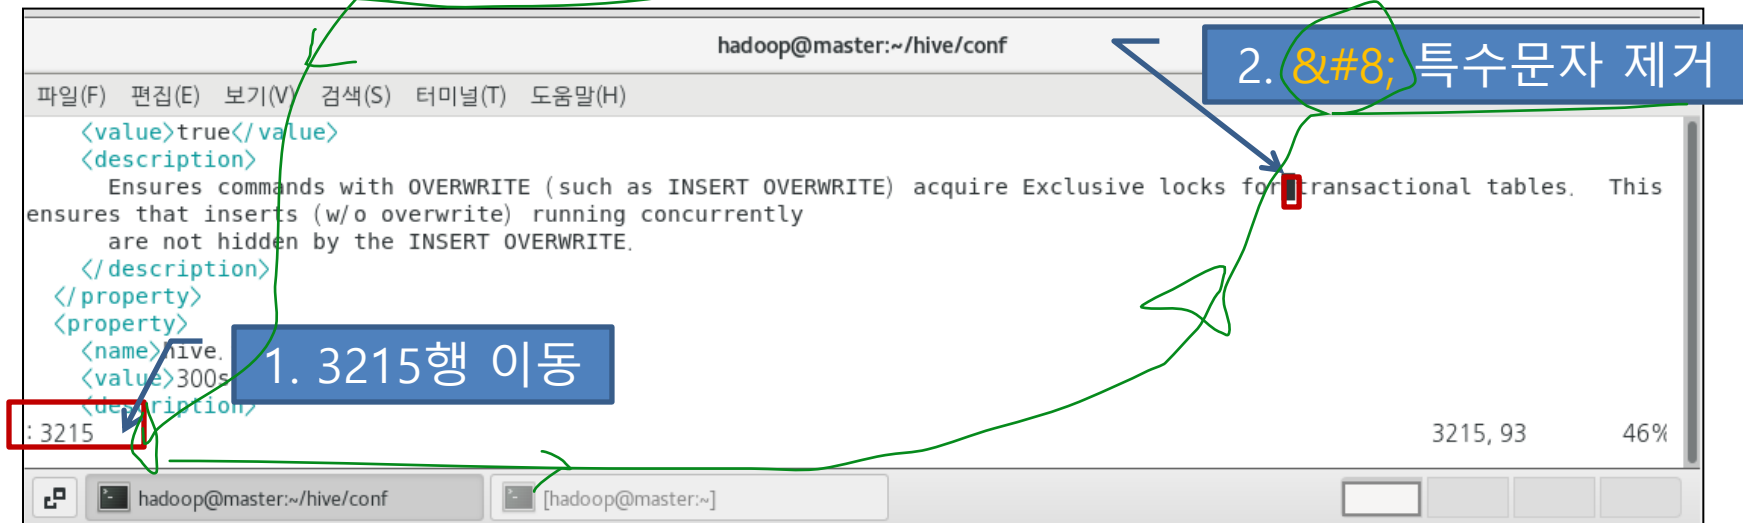 hadoop@master:~/hive/conf
2. &#8; 특수문자 제거
파일(F) 편집(E) 보기(V) 검색(S) 터미널(T) 도움말(H)
<value>true</value>
<description>
Ensures commands with OVERWRITE (such as INSERT OVERWRITE) acquire Exclusive locks for transactional tables. This
ensures that inserts (w/o overwrite) running concurrently
are not hidden by the INSERT OVERWRITE.
</description>
</property>
<property>
<name>hive.
<value>300s
1. 3215행 이동
<description>
:3215
3215,93 46%
hadoop@master:~/hive/conf
[hadoop@master:~]